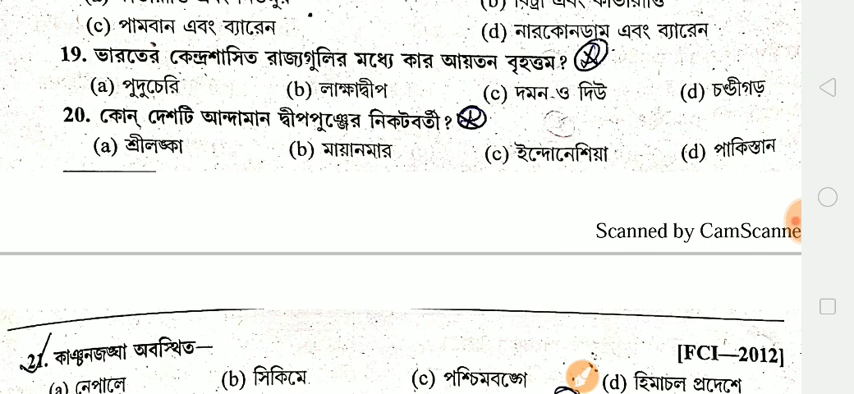 (c) পামবান এবং ব্যারেন (d) নারকোনডাম এবং ব্যারেন
19. ভারতের কেন্দ্রশাসিত রাজ্যগুলির মধ্যে কার আয়তন বৃহত্তম?
(a) পুদুচেরি (b) লাক্ষাদ্বীপ (c) দমন ও দিউ (d) চণ্ডীগড়
20. কোন্ দেশটি আন্দামান দ্বীপপুঞ্জের নিকটবর্তী?
(a) শ্রীলঙ্কা (b) মায়ানমার (c) ইন্দোনেশিয়া (d) পাকিস্তান
Scanned by CamScanne
21. কাঞ্চনজঙ্ঘা অবস্থিত— [FCI—2012]
(a) নেপালে (b) সিকিমে (c) পশ্চিমবঙ্গে (d) হিমাচল প্রদেশে